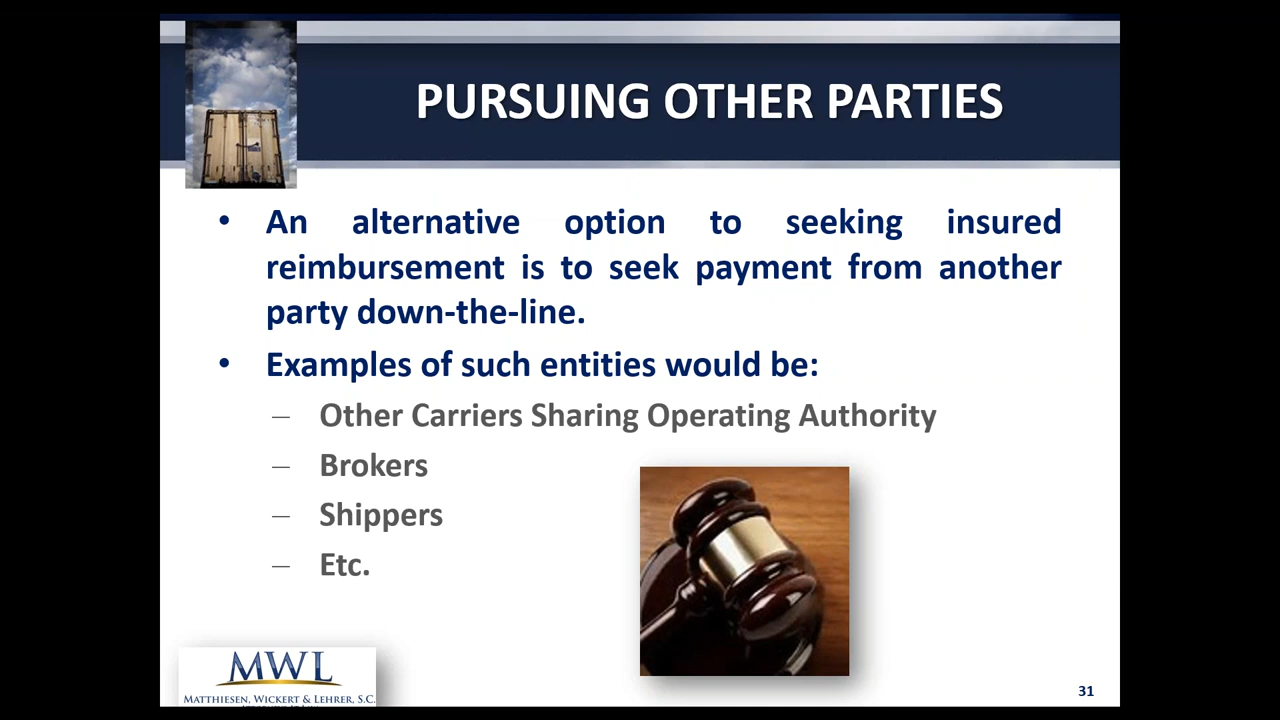 PURSUING OTHER PARTIES
• An alternative option to seeking insured
reimbursement is to seek payment from another
party down-the-line.
• Examples of such entities would be:
– Other Carriers Sharing Operating Authority
– Brokers
– Shippers
– Etc.
MWL
MATTHIESEN, WICKERT & LEHRER, S.C.
31